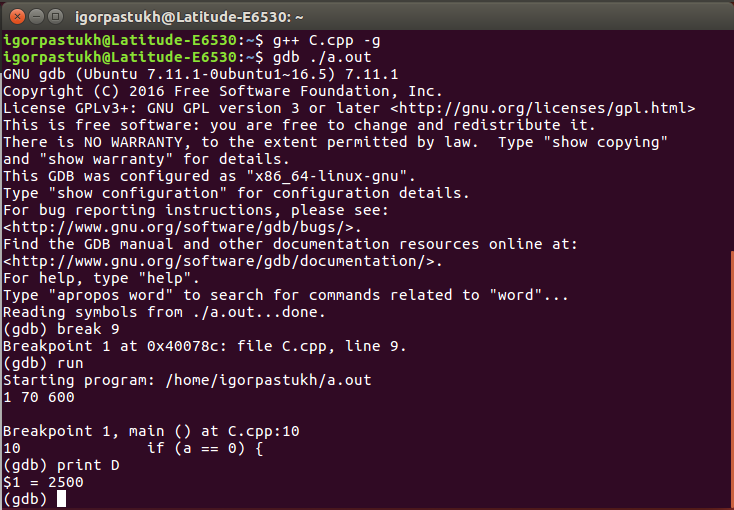 igorpastukh@Latitude-E6530: ~
igorpastukh@Latitude-E6530:~$ g++ C.cpp -g
igorpastukh@Latitude-E6530:~$ gdb ./a.out
GNU gdb (Ubuntu 7.11.1-0ubuntu1~16.5) 7.11.1
Copyright (C) 2016 Free Software Foundation, Inc.
License GPLv3+: GNU GPL version 3 or later <http://gnu.org/licenses/gpl.html>
This is free software: you are free to change and redistribute it.
There is NO WARRANTY, to the extent permitted by law.  Type "show copying"
and "show warranty" for details.
This GDB was configured as "x86_64-linux-gnu".
Type "show configuration" for configuration details.
For bug reporting instructions, please see:
<http://www.gnu.org/software/gdb/bugs/>.
Find the GDB manual and other documentation resources online at:
<http://www.gnu.org/software/gdb/documentation/>.
For help, type "help".
Type "apropos word" to search for commands related to "word"...
Reading symbols from ./a.out...done.
(gdb) break 9
Breakpoint 1 at 0x40078c: file C.cpp, line 9.
(gdb) run
Starting program: /home/igorpastukh/a.out
1 70 600
Breakpoint 1, main () at C.cpp:10
10              if (a == 0) {
(gdb) print D
$1 = 2500
(gdb)